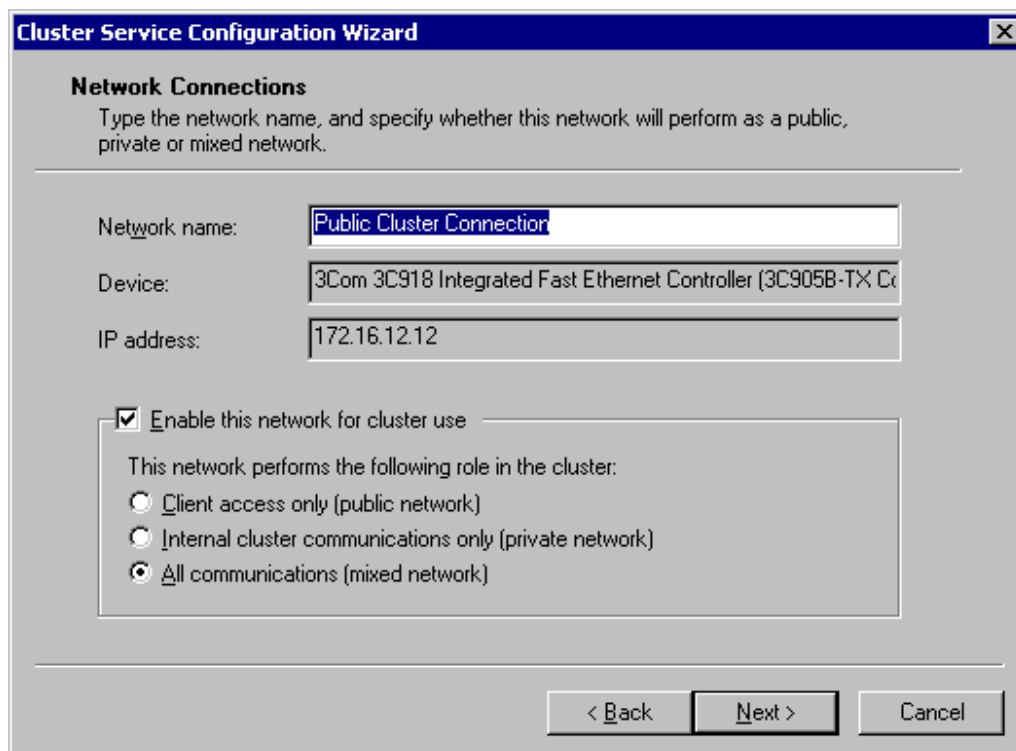 Cluster Service Configuration Wizard
Network Connections
Type the network name, and specify whether this network will perform as a public,
private or mixed network.
Network name: Public Cluster Connection
Device: 3Com 3C918 Integrated Fast Ethernet Controller (3C905B-TX Co
IP address: 172.16.12.12
Enable this network for cluster use
This network performs the following role in the cluster:
Client access only (public network)
Internal cluster communications only (private network)
All communications (mixed network)
< Back Next > Cancel